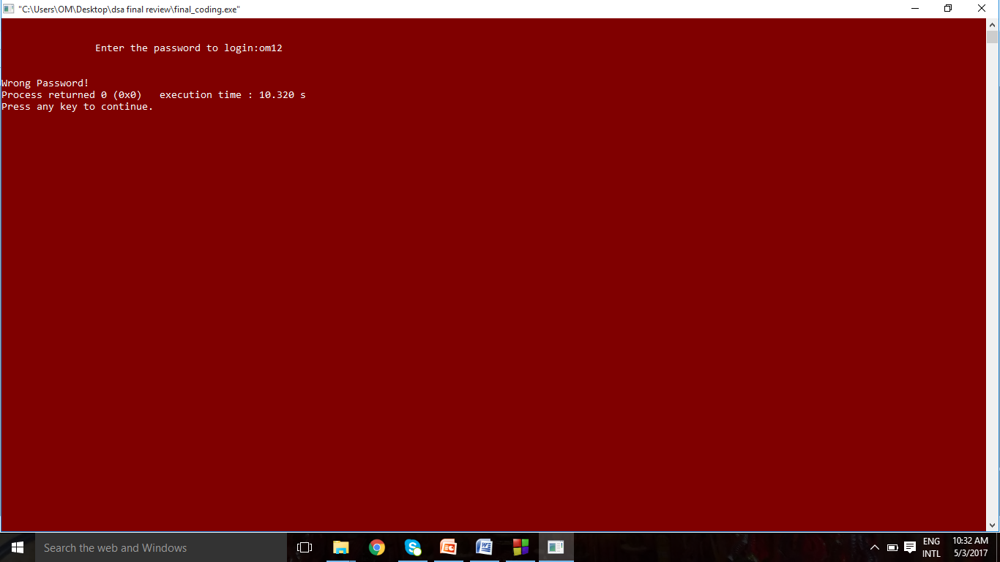 "C:\Users\OM\Desktop\dsa final review\final_coding.exe"
Enter the password to login:om12
Wrong Password!
Process returned 0 (0x0)   execution time : 10.320 s
Press any key to continue.
Search the web and Windows
ENG
INTL
10:32 AM
5/3/2017